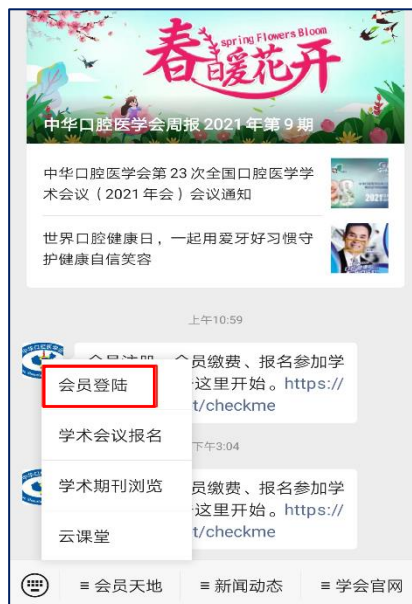 spring Flowers Bloom
春日暖花开
中华口腔医学会周报 2021 年第 9 期
中华口腔医学会第 23 次全国口腔医学学
术会议（2021 年会）会议通知
世界口腔健康日，一起用爱牙好习惯守
护健康自信笑容
上午10:59
员缴费、报名参加学
这里开始。https://
t/checkme
会员登陆
学术会议报名
下午3:04
学术期刊浏览
员缴费、报名参加学
这里开始。https://
云课堂
t/checkme
≡ 会员天地
≡ 新闻动态
≡ 学会官网